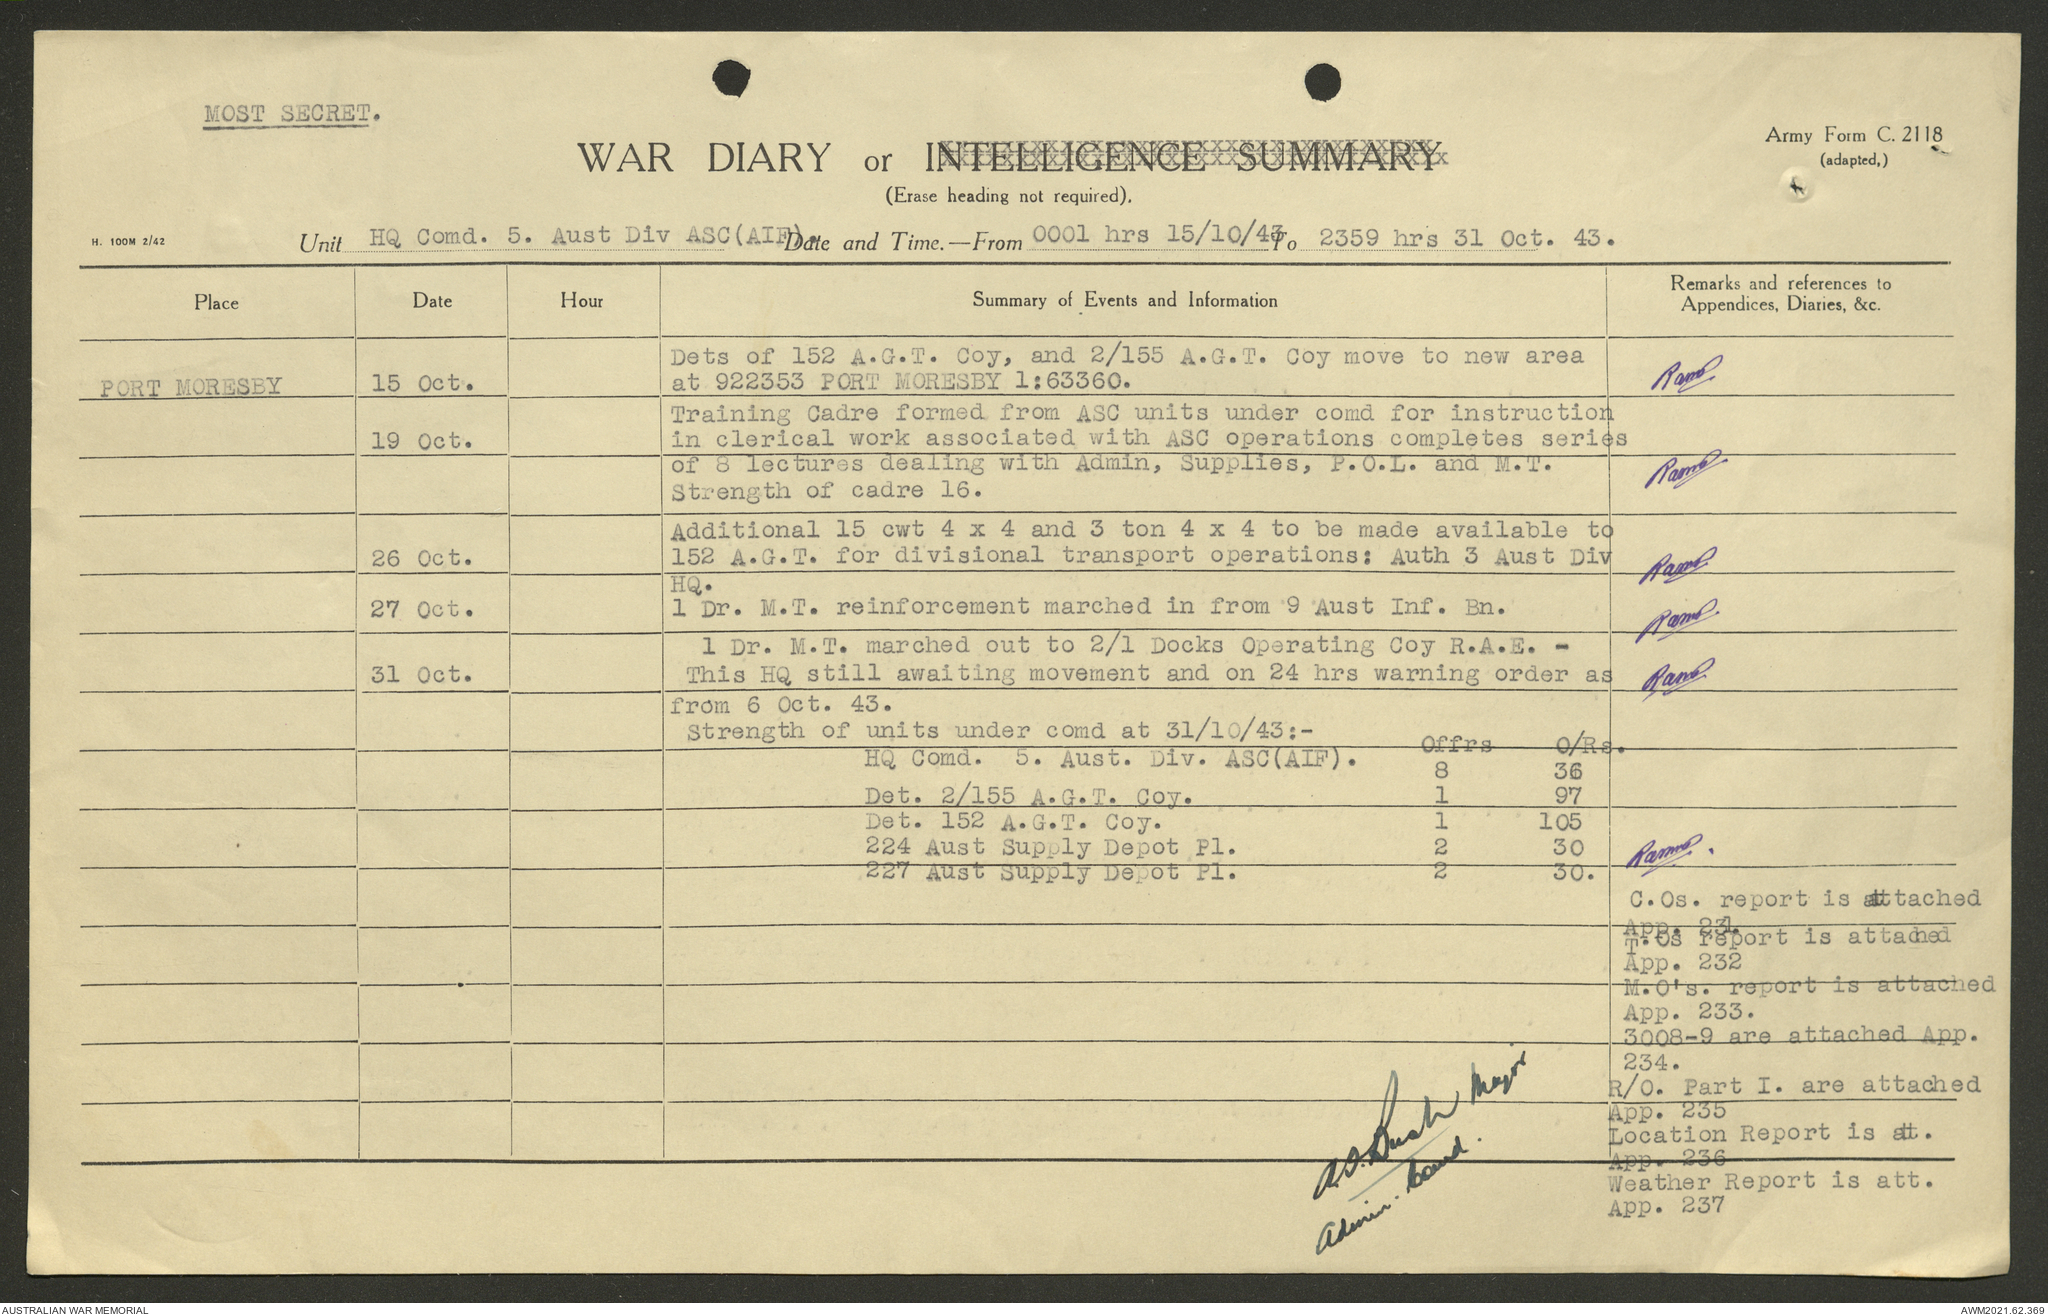 MOST SECRET.
Army Form C. 2118
(adapted,)
WAR DIARY or INTELLIGENCE SUMMARY
(Erase heading not required).
H. 100M 2/42
Unit HQ Comd. 5. Aust Div ASC(AIF). Date and Time.—From 0001 hrs 15/10/43 To 2359 hrs 31 Oct. 43.
Place Date Hour Summary of Events and Information Remarks and references to
Appendices, Diaries, &c.
Dets of 152 A.G.T. Coy, and 2/155 A.G.T. Coy move to new area
PORT MORESBY 15 Oct. at 922353 PORT MORESBY 1:63360.
Training Cadre formed from ASC units under comd for instruction
19 Oct. in clerical work associated with ASC operations completes series
of 8 lectures dealing with Admin, Supplies, P.O.L. and M.T.
Strength of cadre 16.
Additional 15 cwt 4 x 4 and 3 ton 4 x 4 to be made available to
26 Oct. 152 A.G.T. for divisional transport operations: Auth 3 Aust Div
HQ.
27 Oct. 1 Dr. M.T. reinforcement marched in from 9 Aust Inf. Bn.
1 Dr. M.T. marched out to 2/1 Docks Operating Coy R.A.E. -
31 Oct. This HQ still awaiting movement and on 24 hrs warning order as
from 6 Oct. 43.
Strength of units under comd at 31/10/43:-
Offrs O/Rs.
HQ Comd. 5. Aust. Div. ASC(AIF). 8 36
Det. 2/155 A.G.T. Coy. 1 97
Det. 152 A.G.T. Coy. 1 105
224 Aust Supply Depot Pl. 2 30
227 Aust Supply Depot Pl. 2 30.
C.Os. report is attached
App. 231.
T.Os report is attached
App. 232
M.O's. report is attached
App. 233.
3008-9 are attached App.
234.
R/O. Part I. are attached
App. 235
Location Report is att.
App. 236
Weather Report is att.
App. 237
Bush Major
Admin. Comd.
AUSTRALIAN WAR MEMORIAL
AWM2021.62.369